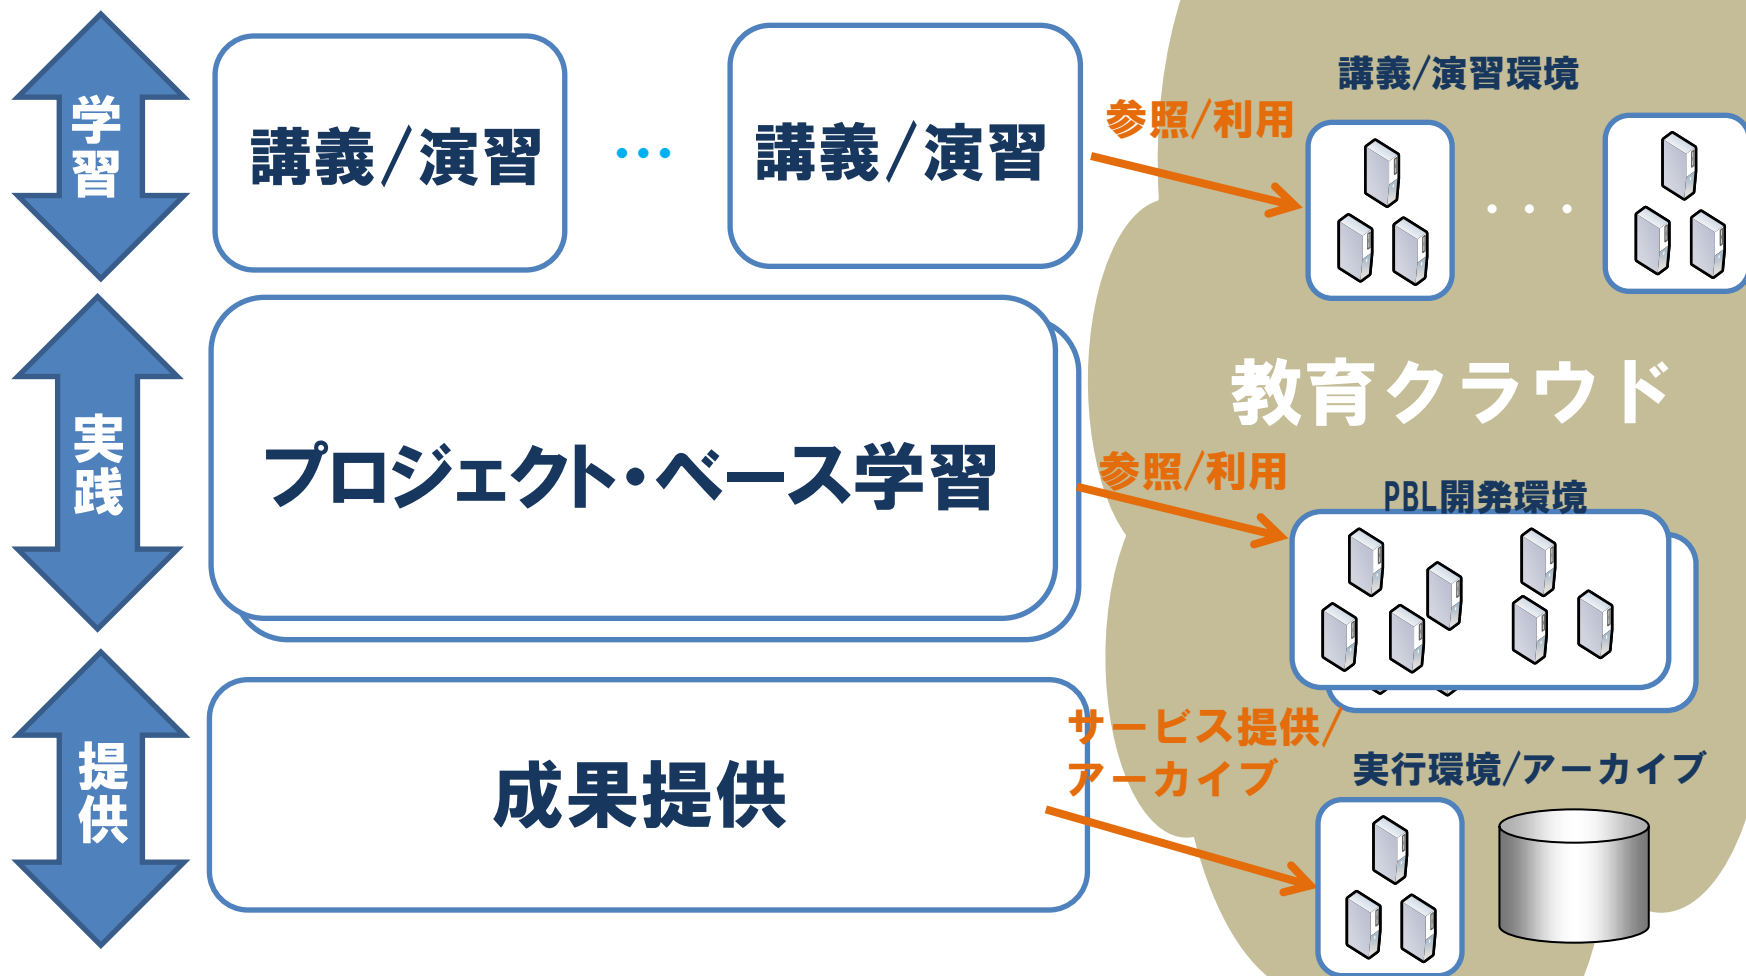 学習
講義/演習
…
講義/演習
参照/利用
講義/演習環境
・・・
実践
プロジェクト・ベース学習
教育クラウド
参照/利用
PBL開発環境
提供
成果提供
サービス提供/
アーカイブ
実行環境/アーカイブ